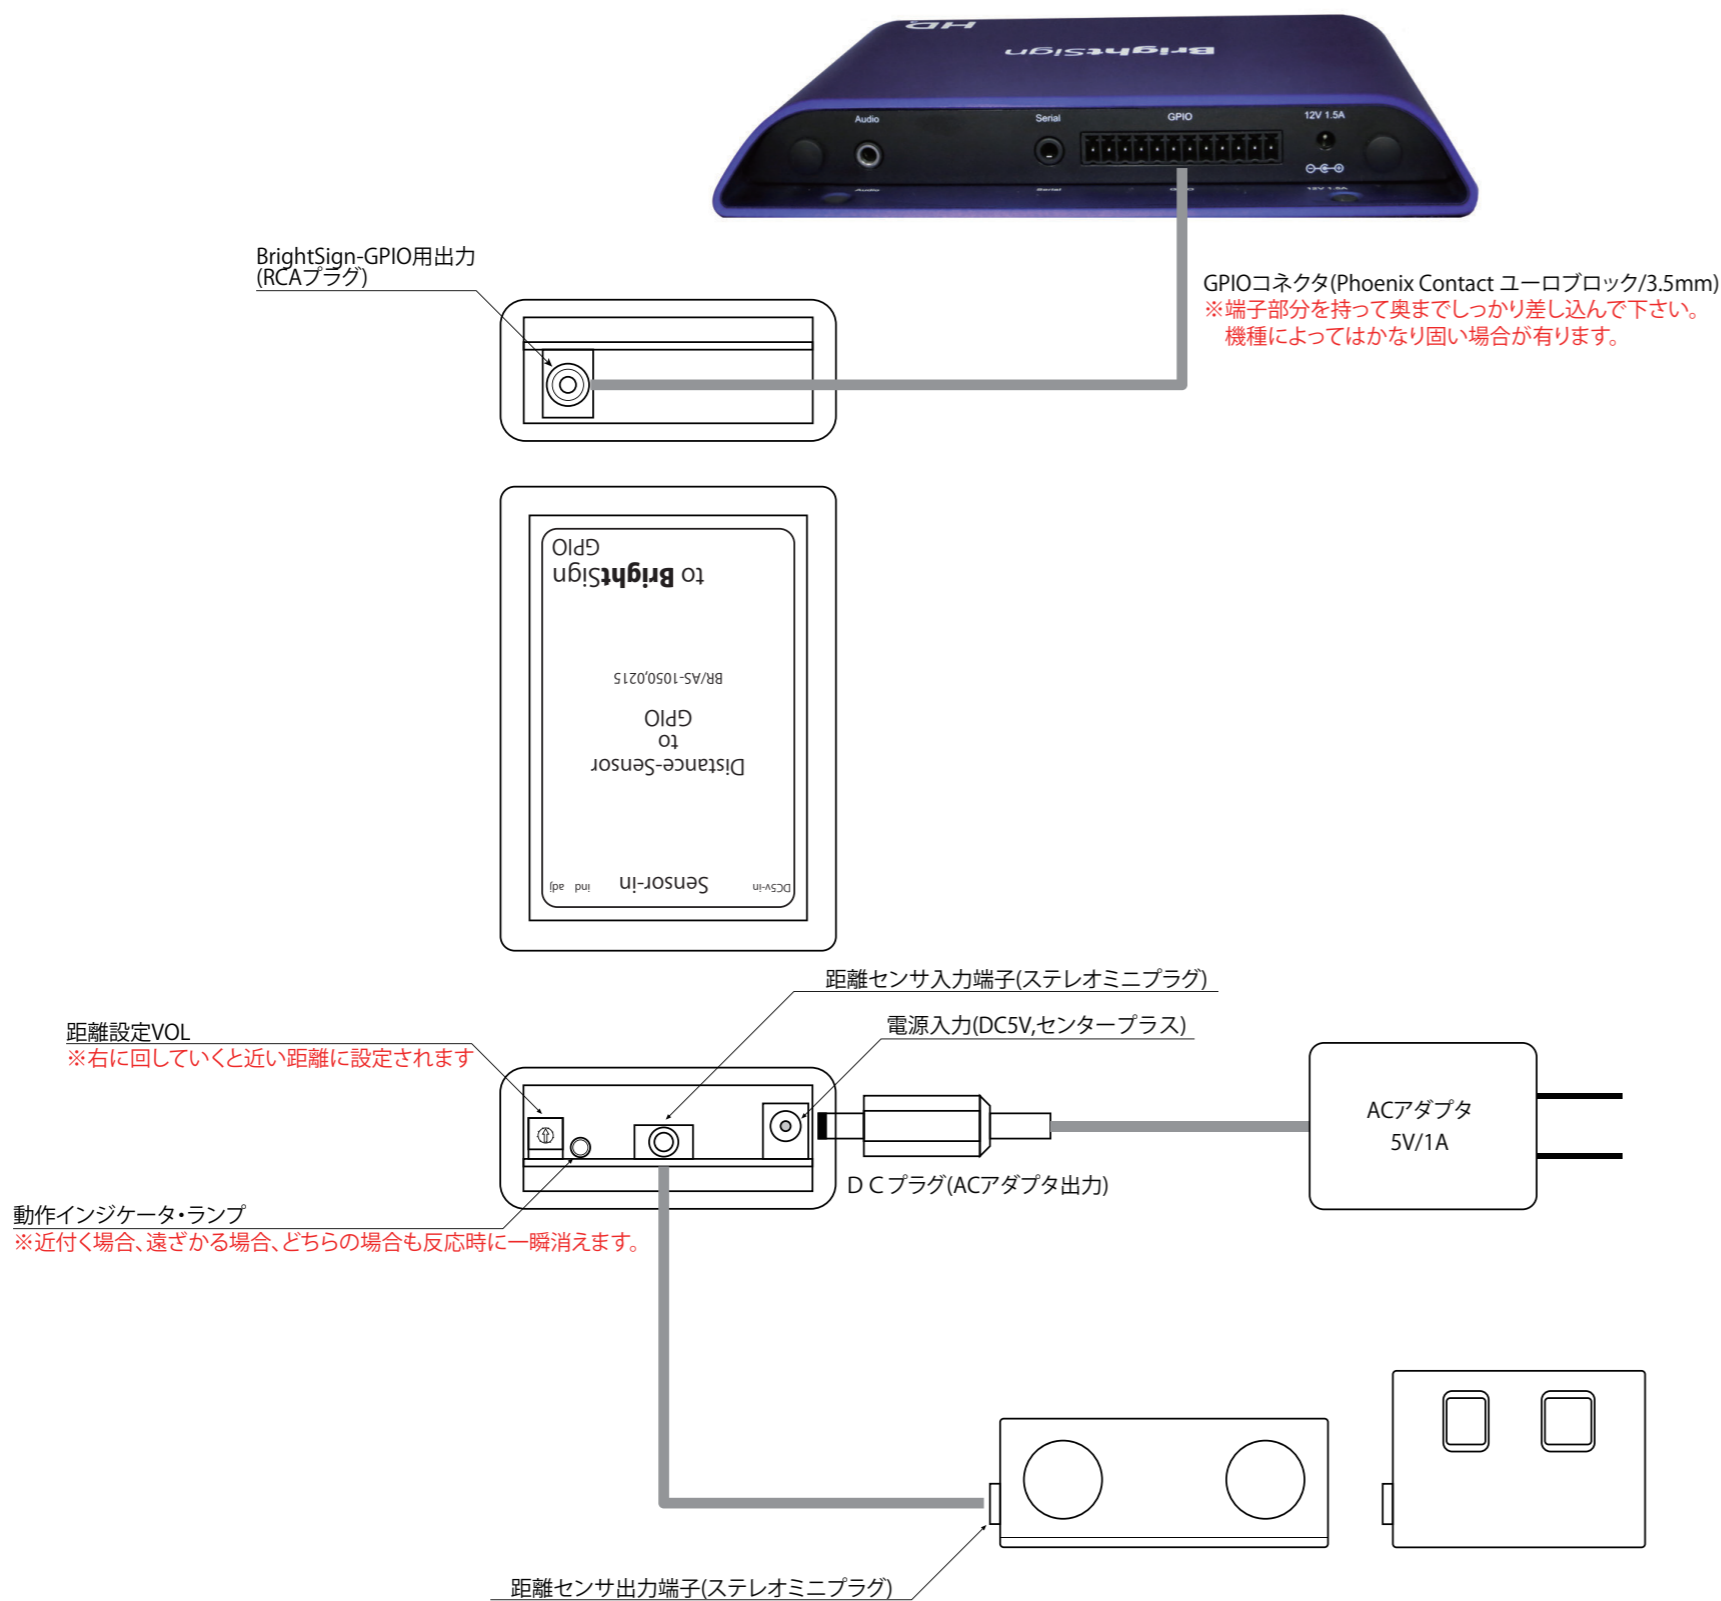 HD
BrightSign
Audio
Serial
GPIO
12V 1.5A
BrightSign-GPIO用出力
(RCAプラグ)
GPIOコネクタ(Phoenix Contact ユーロブロック/3.5mm)
※端子部分を持って奥までしっかり差し込んで下さい。
機種によってはかなり固い場合が有ります。
to BrightSign
GPIO
BR/AS-1050,0215
Distance-Sensor
to
GPIO
DC5v-in
Sensor-in
ind
adj
距離センサ入力端子(ステレオミニプラグ)
電源入力(DC5V,センタープラス)
距離設定VOL
※右に回していくと近い距離に設定されます
ACアダプタ
5V/1A
ＤＣプラグ(ACアダプタ出力)
動作インジケータ・ランプ
※近付く場合、遠ざかる場合、どちらの場合も反応時に一瞬消えます。
距離センサ出力端子(ステレオミニプラグ)